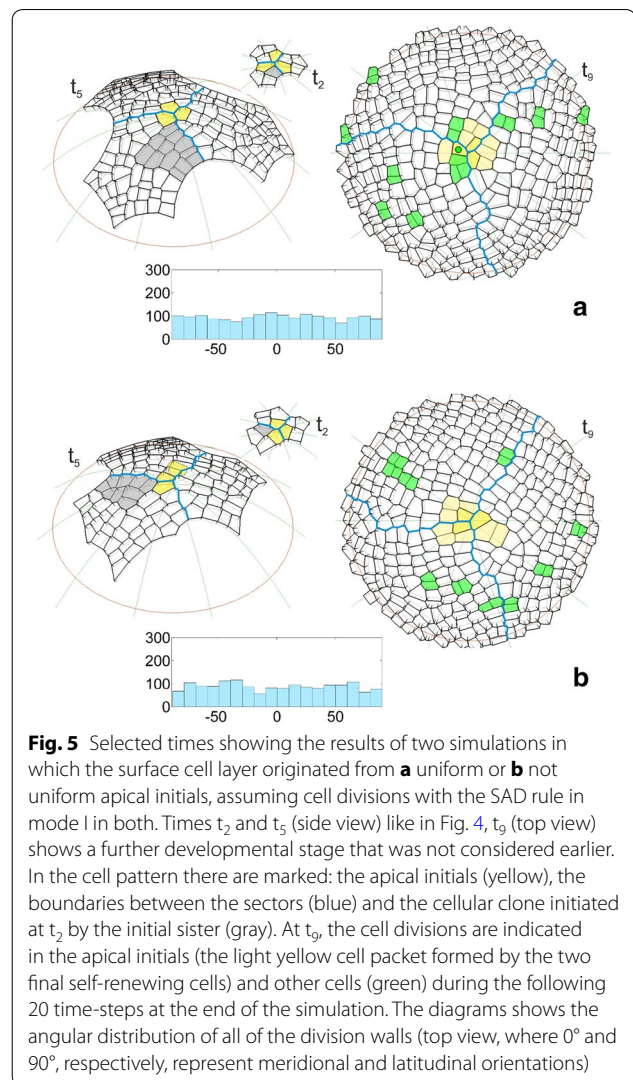 t₅
t₂
t₉
300
200
100
0
-50
0
50
a
t₅
t₂
t₉
300
200
100
0
-50
0
50
b
Fig. 5 Selected times showing the results of two simulations in
which the surface cell layer originated from a uniform or b not
uniform apical initials, assuming cell divisions with the SAD rule in
mode I in both. Times t₂ and t₅ (side view) like in Fig. 4, t₉ (top view)
shows a further developmental stage that was not considered earlier.
In the cell pattern there are marked: the apical initials (yellow), the
boundaries between the sectors (blue) and the cellular clone initiated
at t₂ by the initial sister (gray). At t₉, the cell divisions are indicated
in the apical initials (the light yellow cell packet formed by the two
final self-renewing cells) and other cells (green) during the following
20 time-steps at the end of the simulation. The diagrams shows the
angular distribution of all of the division walls (top view, where 0° and
90°, respectively, represent meridional and latitudinal orientations)